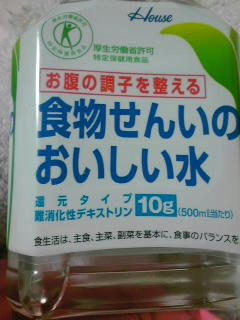 House
厚生労働省許可
特定保健用食品
お腹の調子を整える
食物せんいの
おいしい水
還元タイプ
難消化性デキストリン 10g (500ml当たり)
食生活は、主食、主菜、副菜を基本に、食事のバランスを